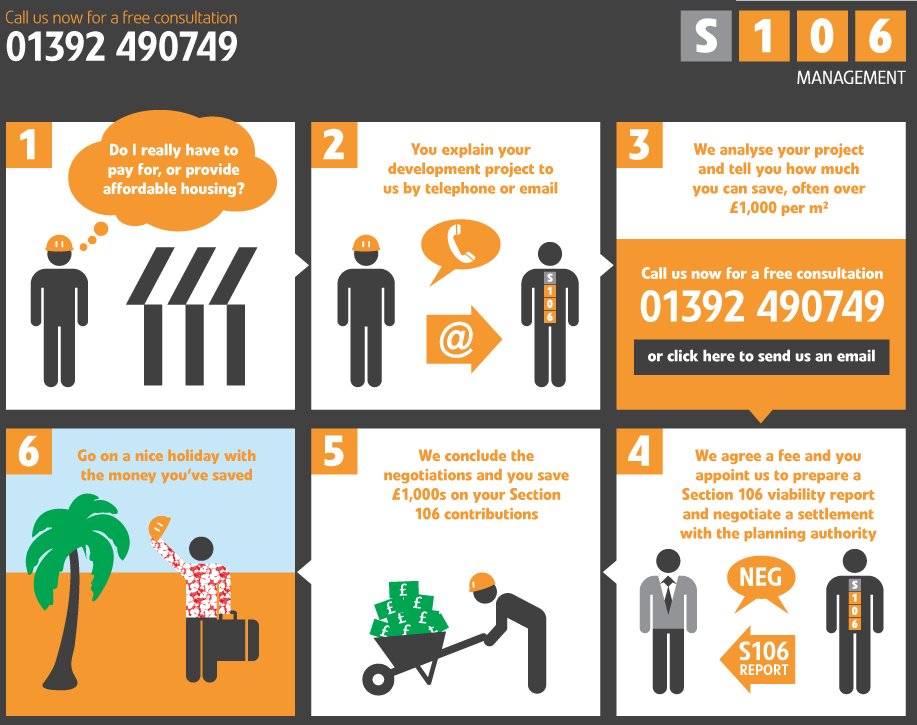 Call us now for a free consultation
01392 490749
S 1 0 6
MANAGEMENT
1
Do I really have to
pay for, or provide
affordable housing?
2
You explain your
development project to
us by telephone or email
@
S
1
0
6
3
We analyse your project
and tell you how much
you can save, often over
£1,000 per m²
Call us now for a free consultation
01392 490749
or click here to send us an email
4
We agree a fee and you
appoint us to prepare a
Section 106 viability report
and negotiate a settlement
with the planning authority
NEG
S106
REPORT
S
1
0
6
5
We conclude the
negotiations and you save
£1,000s on your Section
106 contributions
£
£ £
£ £ £
£ £ £ £
6
Go on a nice holiday with
the money you've saved